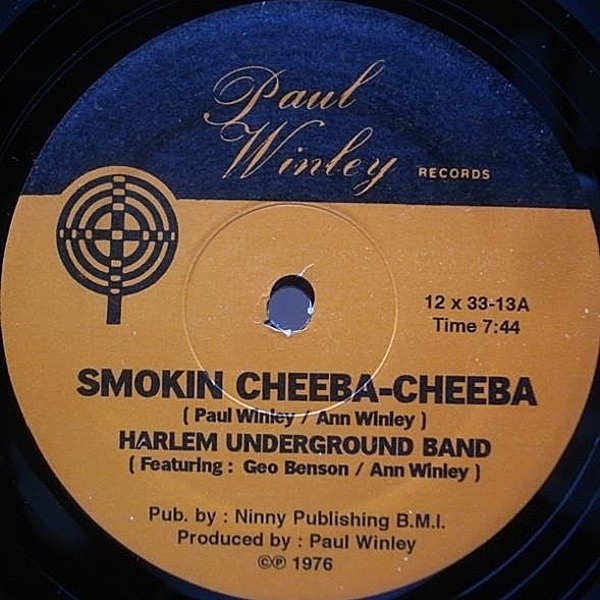 Paul
Winley RECORDS
12 x 33-13A
Time 7:44
SMOKIN CHEEBA-CHEEBA
( Paul Winley / Ann Winley )
HARLEM UNDERGROUND BAND
( Featuring : Geo Benson / Ann Winley )
Pub. by : Ninny Publishing B.M.I.
Produced by : Paul Winley
©℗ 1976